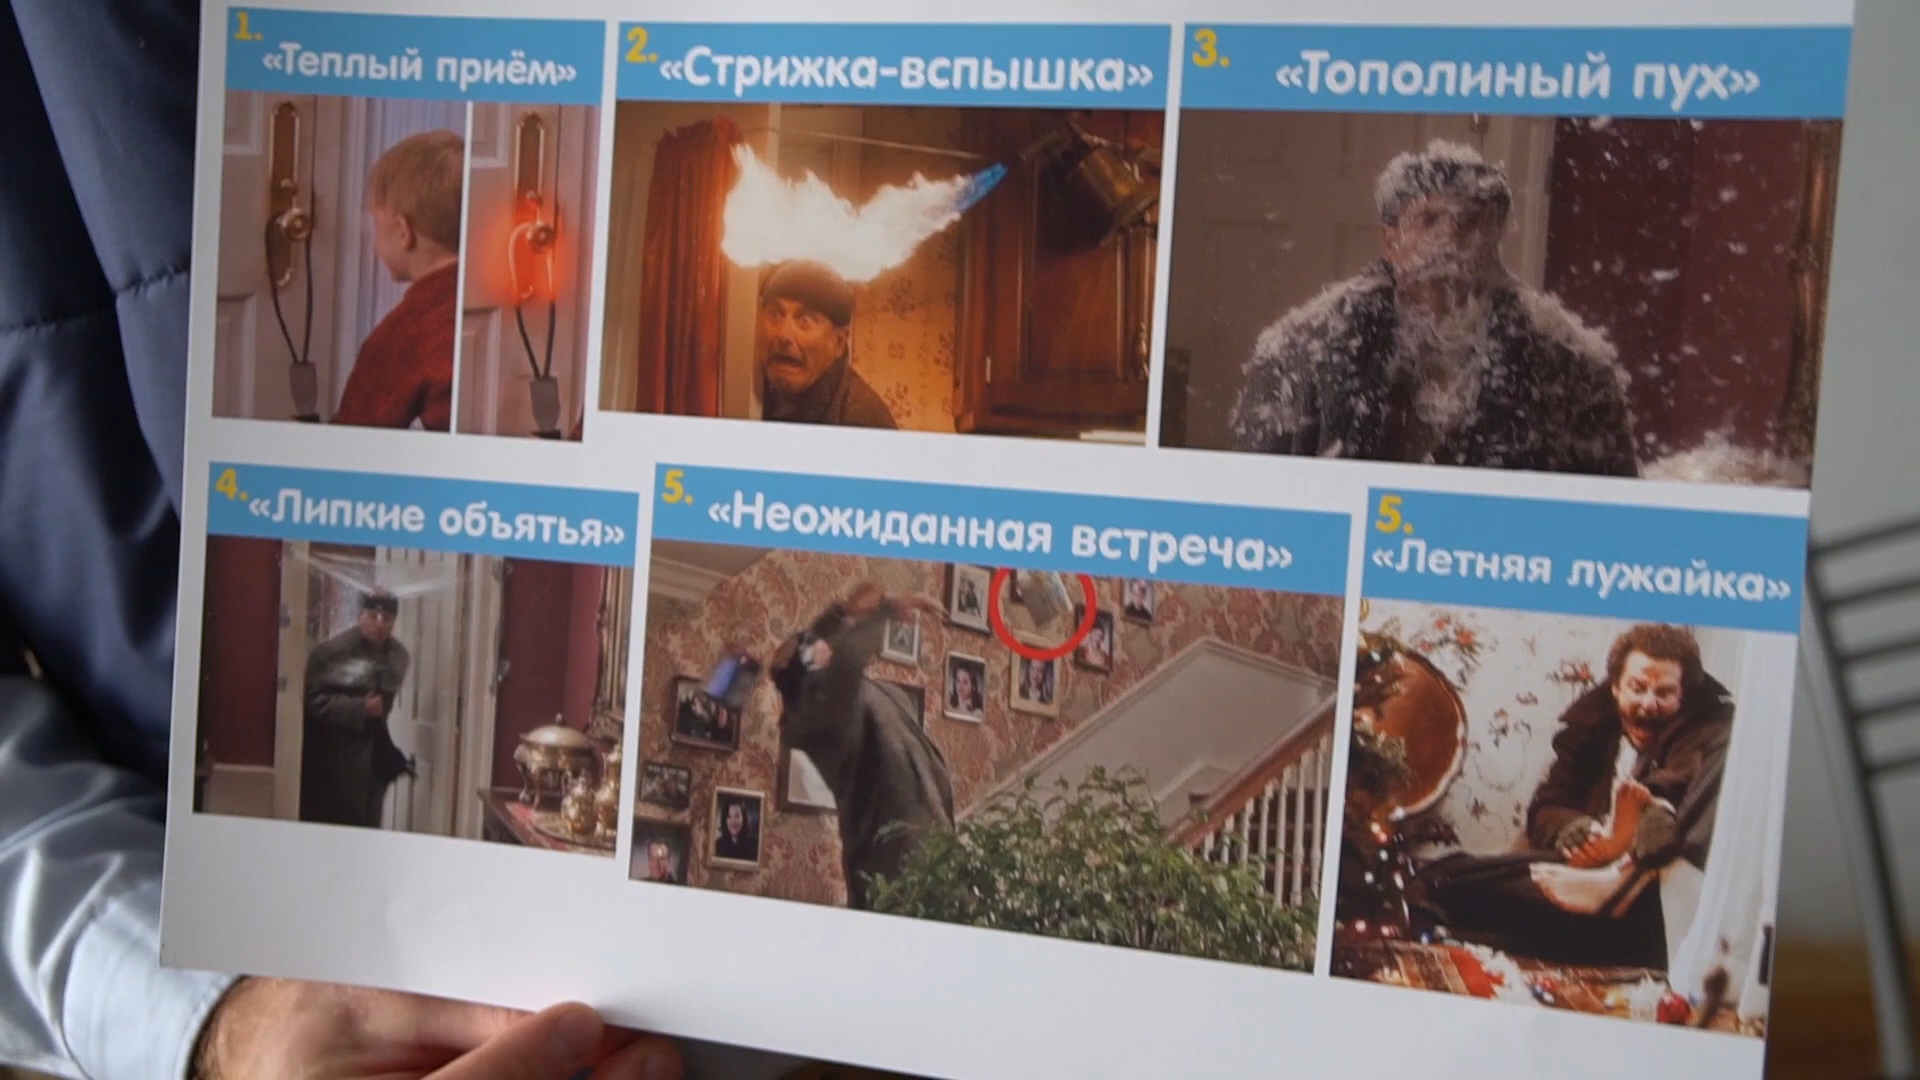 1.
«Теплый приём»
2.
«Стрижка-вспышка»
3.
«Тополиный пух»
4.
«Липкие объятья»
5.
«Неожиданная встреча»
5.
«Летняя лужайка»